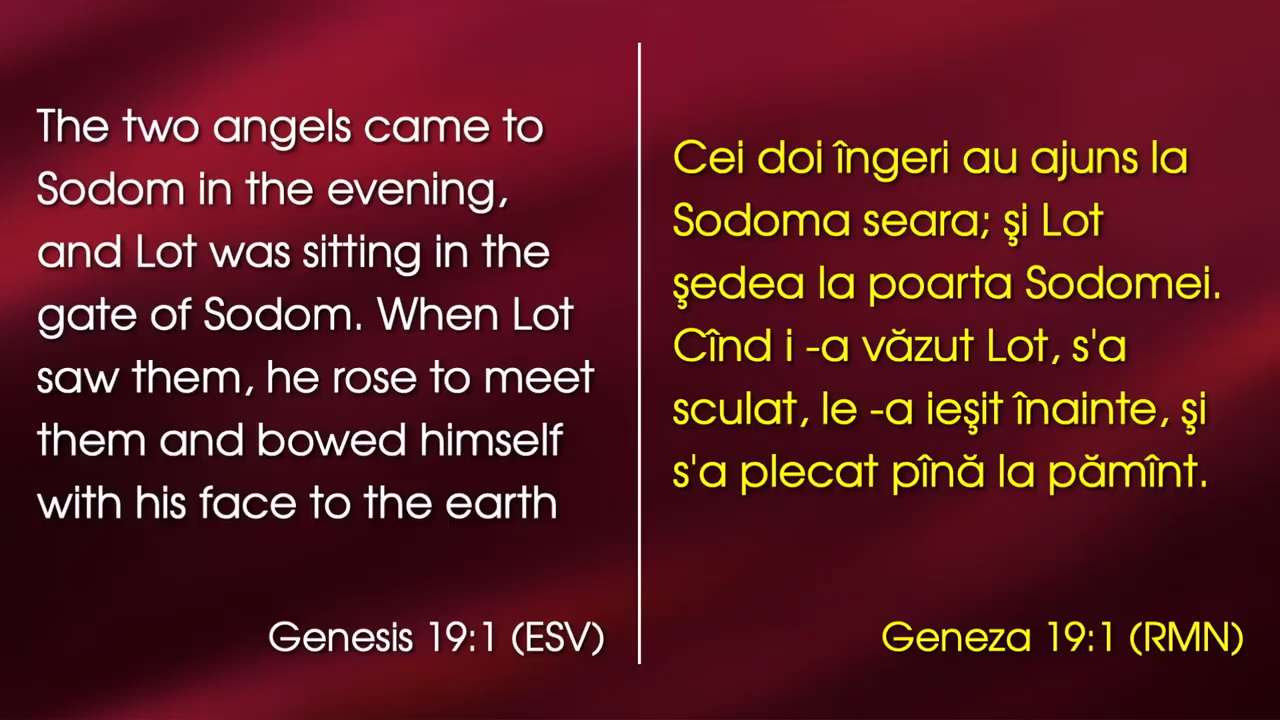 The two angels came to
Sodom in the evening,
and Lot was sitting in the
gate of Sodom. When Lot
saw them, he rose to meet
them and bowed himself
with his face to the earth
Genesis 19:1 (ESV)
Cei doi îngeri au ajuns la
Sodoma seara; şi Lot
şedea la poarta Sodomei.
Cînd i -a văzut Lot, s'a
sculat, le -a ieşit înainte, şi
s'a plecat pînă la pămînt.
Geneza 19:1 (RMN)